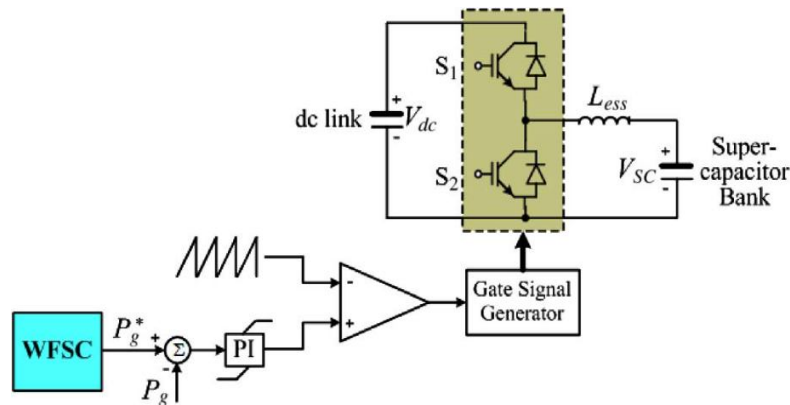 S1
dc link
+
Vdc
-
Less
S2
+
VSC
-
Super-
capacitor
Bank
-
+
Gate Signal
Generator
WFSC
Pg*
+
Σ
-
Pg
PI